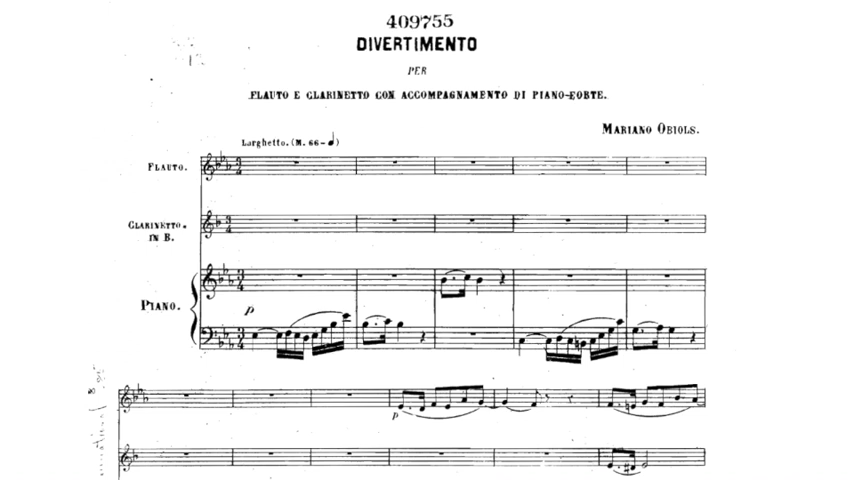 409755
DIVERTIMENTO
PER
FLAUTO E CLARINETTO CON ACCOMPAGNAMENTO DI PIANO-FORTE.
MARIANO OBIOLS.
Larghetto. (M. 66 = ♩)
FLAUTO.
CLARINETTO
IN B.
PIANO.
p
p